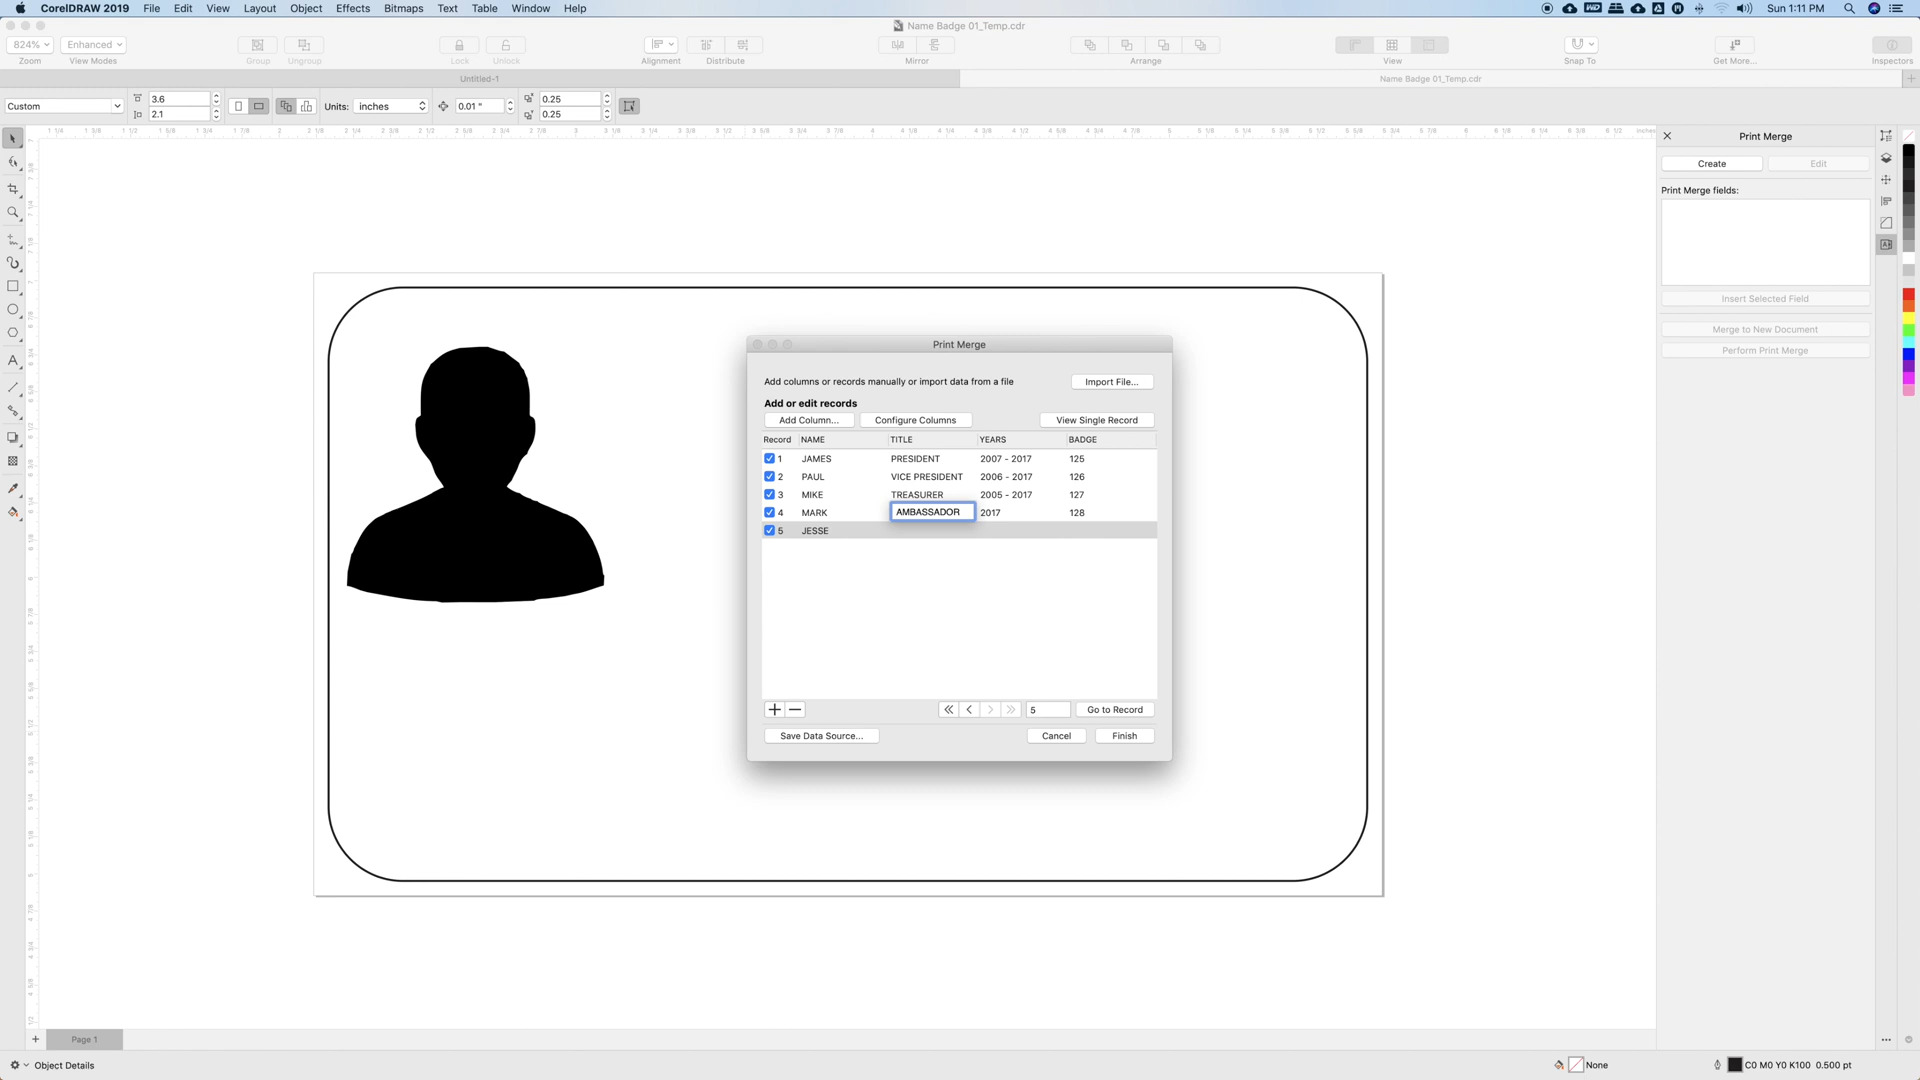 CorelDRAW 2019 File Edit View Layout Object Effects Bitmaps Text Table Window Help Sun 1:11 PM
Name Badge 01_Temp.cdr
824% Enhanced
Zoom View Modes Group Ungroup Lock Unlock Alignment Distribute Mirror Arrange View Snap To Get More... Inspectors
Untitled-1 Name Badge 01_Temp.cdr
Custom 3.6 Units: inches 0.01 " 0.25
2.1 0.25
Print Merge
Create Edit
Print Merge fields:
Insert Selected Field
Merge to New Document
Perform Print Merge
Print Merge
Add columns or records manually or import data from a file Import File...
Add or edit records
Add Column... Configure Columns View Single Record
Record NAME TITLE YEARS BADGE
1 JAMES PRESIDENT 2007 - 2017 125
2 PAUL VICE PRESIDENT 2006 - 2017 126
3 MIKE TREASURER 2005 - 2017 127
4 MARK AMBASSADOR 2017 128
5 JESSE
5 Go to Record
Save Data Source... Cancel Finish
Page 1
Object Details None C0 M0 Y0 K100 0.500 pt